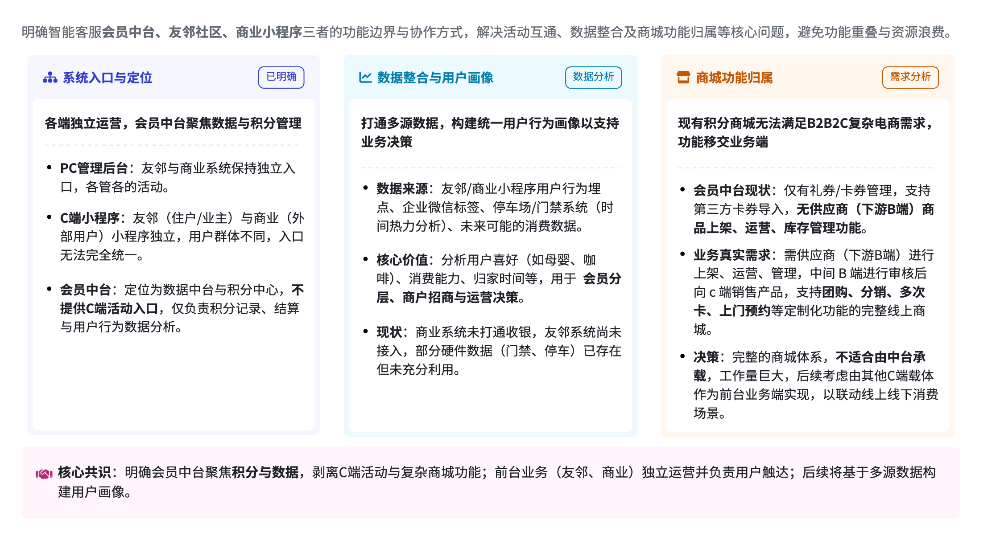 明确智能客服会员中台、友邻社区、商业小程序三者的功能边界与协作方式，解决活动互通、数据整合及商城功能归属等核心问题，避免功能重叠与资源浪费。
系统入口与定位
已明确
各端独立运营，会员中台聚焦数据与积分管理
• PC管理后台：友邻与商业系统保持独立入
口，各管各的活动。
• C端小程序：友邻（住户/业主）与商业（外
部用户）小程序独立，用户群体不同，入口
无法完全统一。
• 会员中台：定位为数据中台与积分中心，不
提供C端活动入口，仅负责积分记录、结算
与用户行为数据分析。
数据整合与用户画像
数据分析
打通多源数据，构建统一用户行为画像以支持
业务决策
• 数据来源：友邻/商业小程序用户行为埋
点、企业微信标签、停车场/门禁系统（时
间热力分析）、未来可能的消费数据。
• 核心价值：分析用户喜好（如母婴、咖
啡）、消费能力、归家时间等，用于 会员分
层、商户招商与运营决策。
• 现状：商业系统未打通收银，友邻系统尚未
接入，部分硬件数据（门禁、停车）已存在
但未充分利用。
商城功能归属
需求分析
现有积分商城无法满足B2B2C复杂电商需求，
功能移交业务端
• 会员中台现状：仅有礼券/卡券管理，支持
第三方卡券导入，无供应商（下游B端）商
品上架、运营、库存管理功能。
• 业务真实需求：需供应商（下游B端）进行
上架、运营、管理，中间 B 端进行审核后
向 c 端销售产品，支持团购、分销、多次
卡、上门预约等定制化功能的完整线上商
城。
• 决策：完整的商城体系，不适合由中台承
载，工作量巨大，后续考虑由其他C端载体
作为前台业务端实现，以联动线上线下消费
场景。
核心共识：明确会员中台聚焦积分与数据，剥离C端活动与复杂商城功能；前台业务（友邻、商业）独立运营并负责用户触达；后续将基于多源数据构
建用户画像。